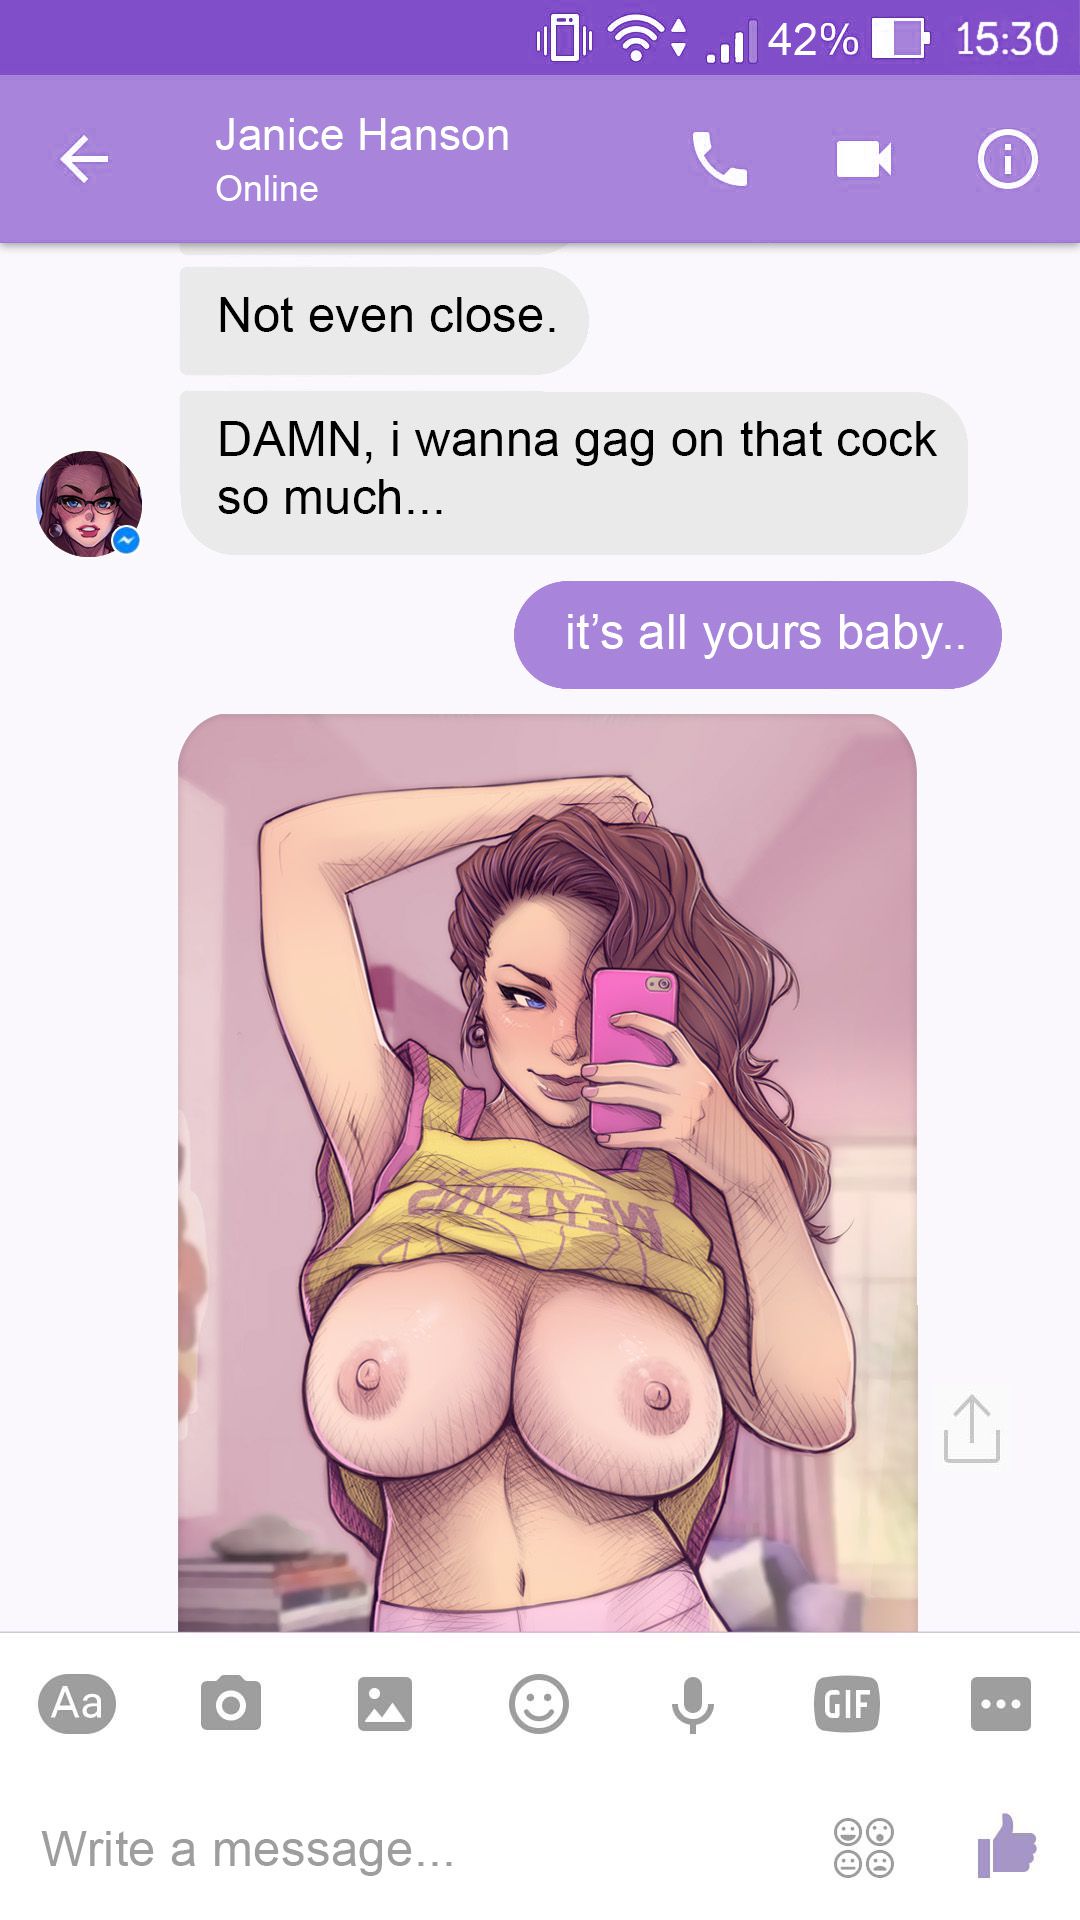 42% 15:30
Janice Hanson
Online
Not even close.
DAMN, i wanna gag on that cock
so much...
it’s all yours baby..
Aa
GIF
Write a message...